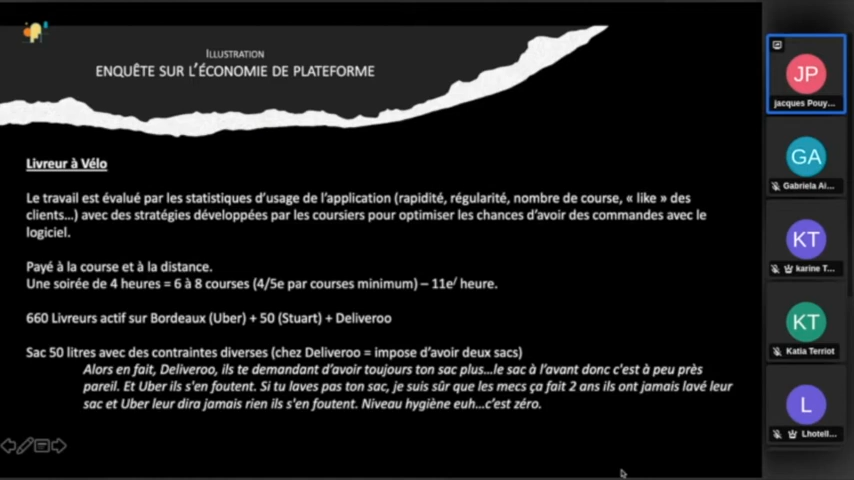 ILLUSTRATION
ENQUÊTE SUR L'ÉCONOMIE DE PLATEFORME
Livreur à Vélo
Le travail est évalué par les statistiques d'usage de l'application (rapidité, régularité, nombre de course, « like » des
clients...) avec des stratégies développées par les coursiers pour optimiser les chances d'avoir des commandes avec le
logiciel.
Payé à la course et à la distance.
Une soirée de 4 heures = 6 à 8 courses (4/5e par courses minimum) – 11e/ heure.
660 Livreurs actif sur Bordeaux (Uber) + 50 (Stuart) + Deliveroo
Sac 50 litres avec des contraintes diverses (chez Deliveroo = impose d'avoir deux sacs)
Alors en fait, Deliveroo, ils te demandant d'avoir toujours ton sac plus...le sac à l'avant donc c'est à peu près
pareil. Et Uber ils s'en foutent. Si tu laves pas ton sac, je suis sûr que les mecs ça fait 2 ans ils ont jamais lavé leur
sac et Uber leur dira jamais rien ils s'en foutent. Niveau hygiène euh...c'est zéro.
JP
jacques Pouy...
GA
Gabriela Ai...
KT
karine T...
KT
Katia Terriot
L
Lhotell...